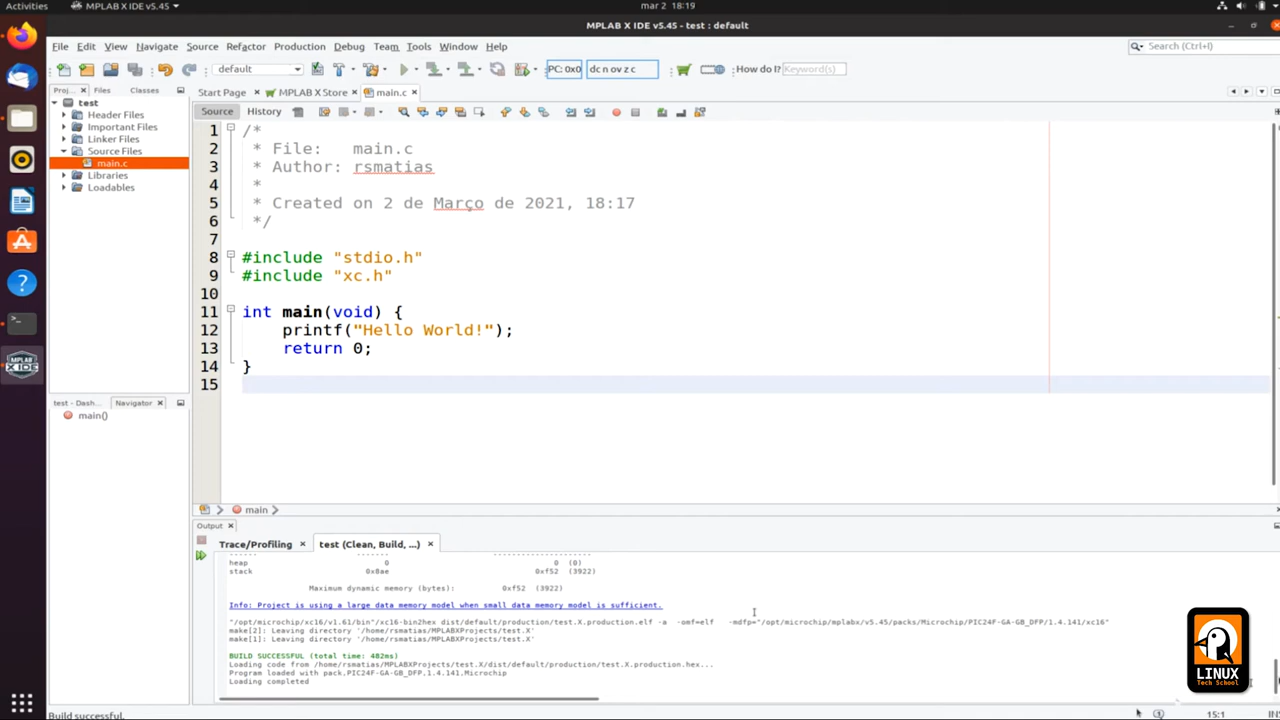 Activities MPLAB X IDE v5.45 mar 2 18:19
MPLAB X IDE v5.45 - test : default
File Edit View Navigate Source Refactor Production Debug Team Tools Window Help Search (Ctrl+I)
default PC: 0x0 dc n ov z c How do I? Keyword(s)
Proj... Files Classes Start Page MPLAB X Store main.c
Source History
test
Header Files
Important Files
Linker Files
Source Files
main.c
Libraries
Loadables
1 /*
2 * File: main.c
3 * Author: rsmatias
4 *
5 * Created on 2 de Março de 2021, 18:17
6 */
7
8 #include "stdio.h"
9 #include "xc.h"
10
11 int main(void) {
12 printf("Hello World!");
13 return 0;
14 }
15
test - Dash... Navigator
main()
main
Output
Trace/Profiling test (Clean, Build, ...)
heap 0 0 (0)
stack 0x8ae 0xf52 (3922)
Maximum dynamic memory (bytes): 0xf52 (3922)
Info: Project is using a large data memory model when small data memory model is sufficient.
"/opt/microchip/xc16/v1.61/bin"/xc16-bin2hex dist/default/production/test.X.production.elf -a -omf=elf -mdfp="/opt/microchip/mplabx/v5.45/packs/Microchip/PIC24F-GA-GB_DFP/1.4.141/xc16"
make[2]: Leaving directory '/home/rsmatias/MPLABXProjects/test.X'
make[1]: Leaving directory '/home/rsmatias/MPLABXProjects/test.X'
BUILD SUCCESSFUL (total time: 482ms)
Loading code from /home/rsmatias/MPLABXProjects/test.X/dist/default/production/test.X.production.hex...
Program loaded with pack,PIC24F-GA-GB_DFP,1.4.141,Microchip
Loading completed
Build successful.
15:1
MPLAB
X IDE
LINUX
Tech School